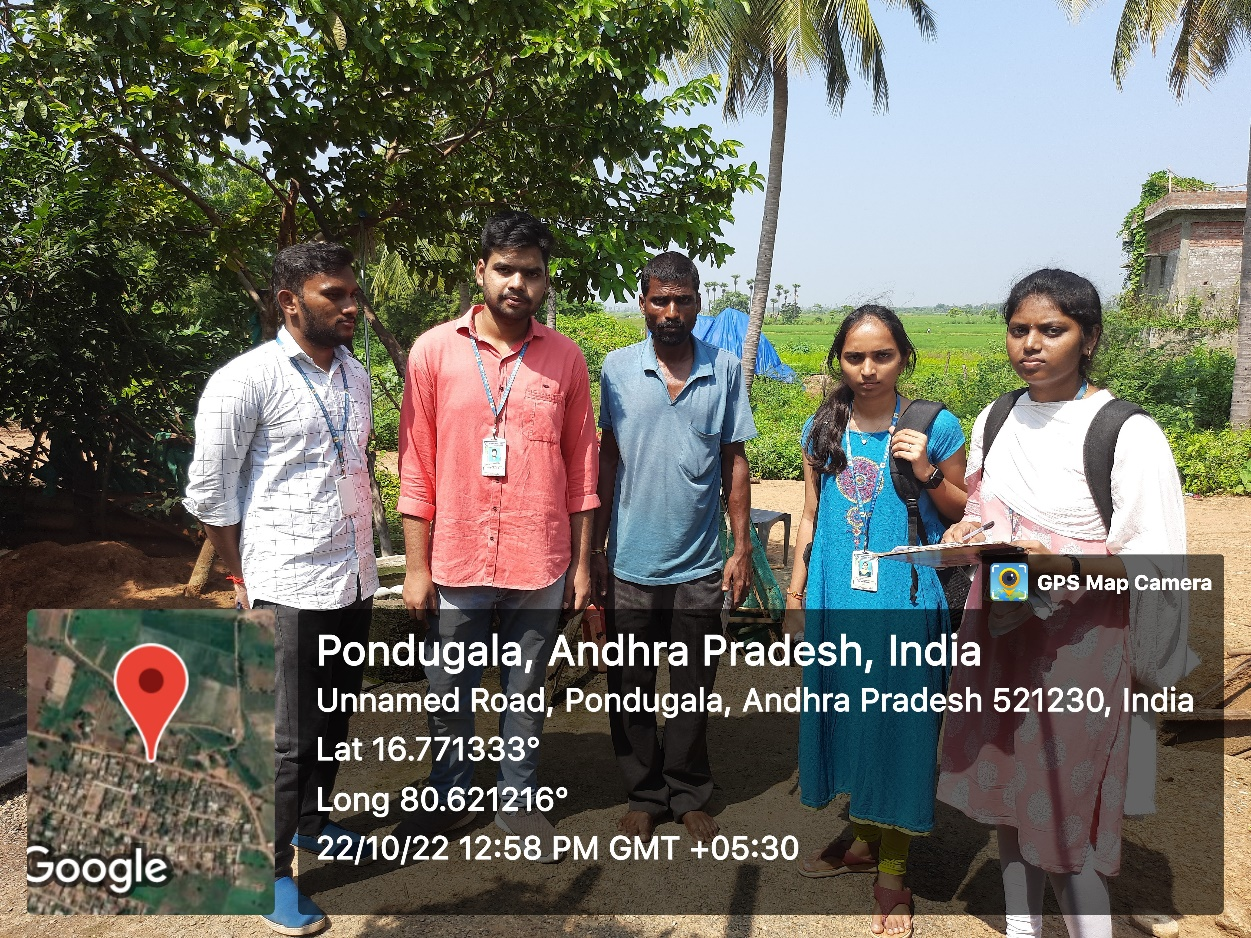 GPS Map Camera
Pondugala, Andhra Pradesh, India
Unnamed Road, Pondugala, Andhra Pradesh 521230, India
Lat 16.771333°
Long 80.621216°
22/10/22 12:58 PM GMT +05:30
Google